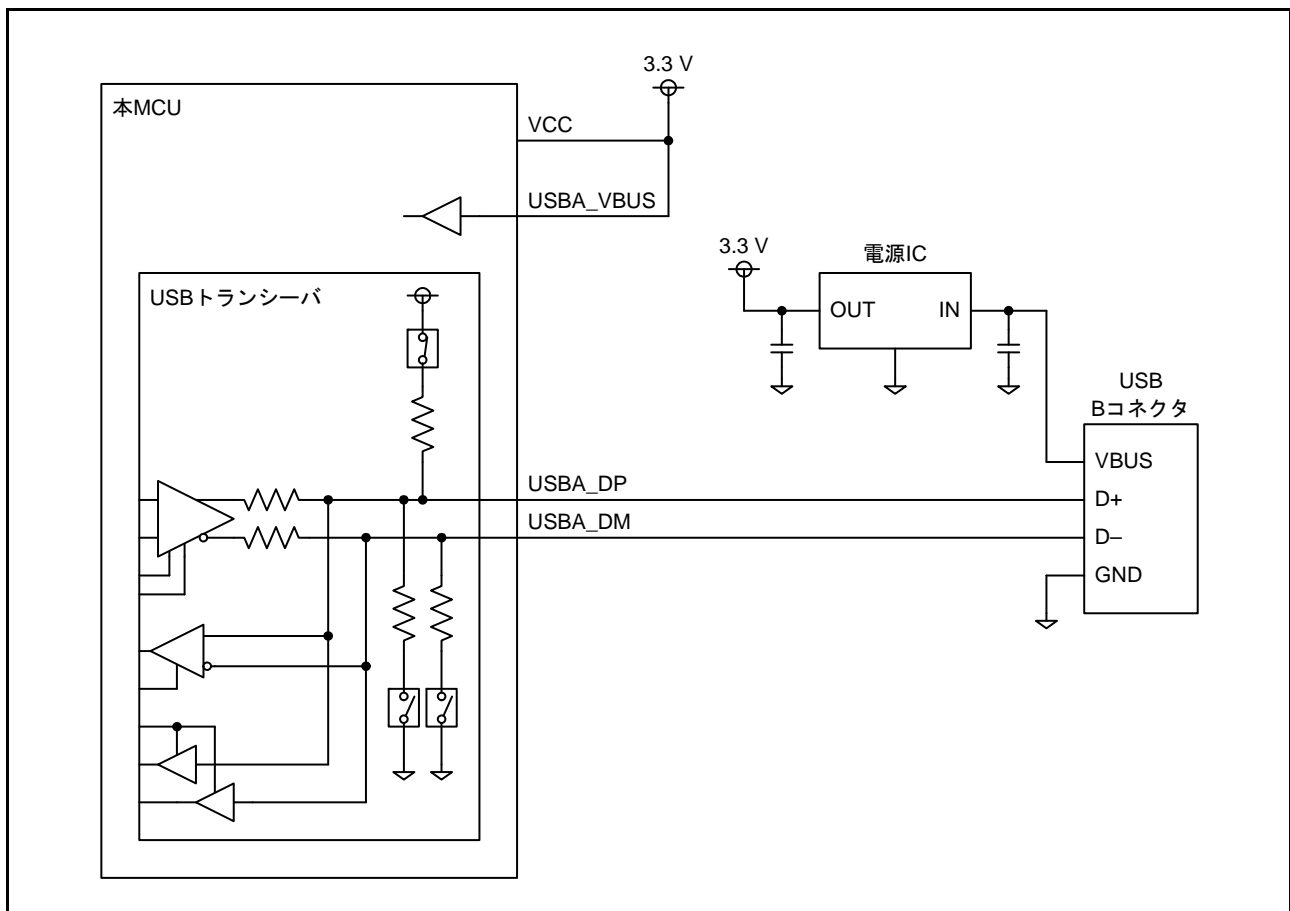 3.3 V
本MCU
VCC
USBA_VBUS
3.3 V
電源IC
USBトランシーバ
OUT
IN
USB
Bコネクタ
VBUS
USBA_DP
D+
USBA_DM
D–
GND